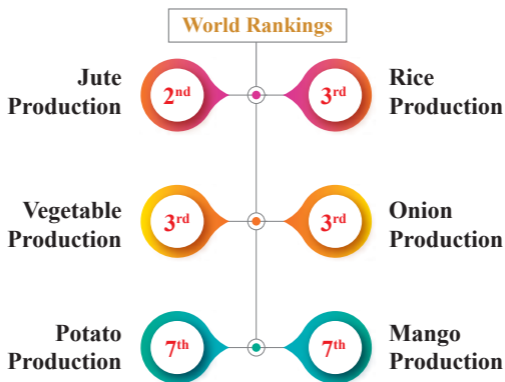 World Rankings
Jute
Production
2nd
3rd
Rice
Production
Vegetable
Production
3rd
3rd
Onion
Production
Potato
Production
7th
7th
Mango
Production